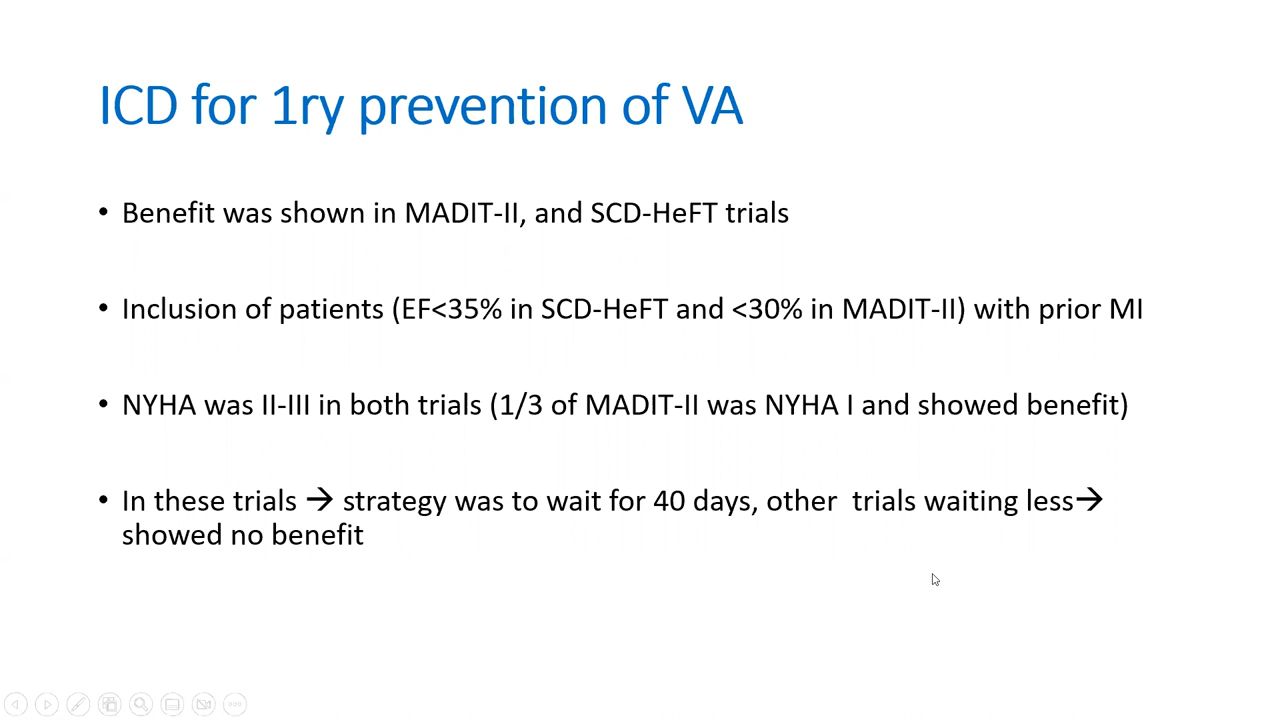 ICD for 1ry prevention of VA
• Benefit was shown in MADIT-II, and SCD-HeFT trials
• Inclusion of patients (EF<35% in SCD-HeFT and <30% in MADIT-II) with prior MI
• NYHA was II-III in both trials (1/3 of MADIT-II was NYHA I and showed benefit)
• In these trials → strategy was to wait for 40 days, other  trials waiting less→
showed no benefit